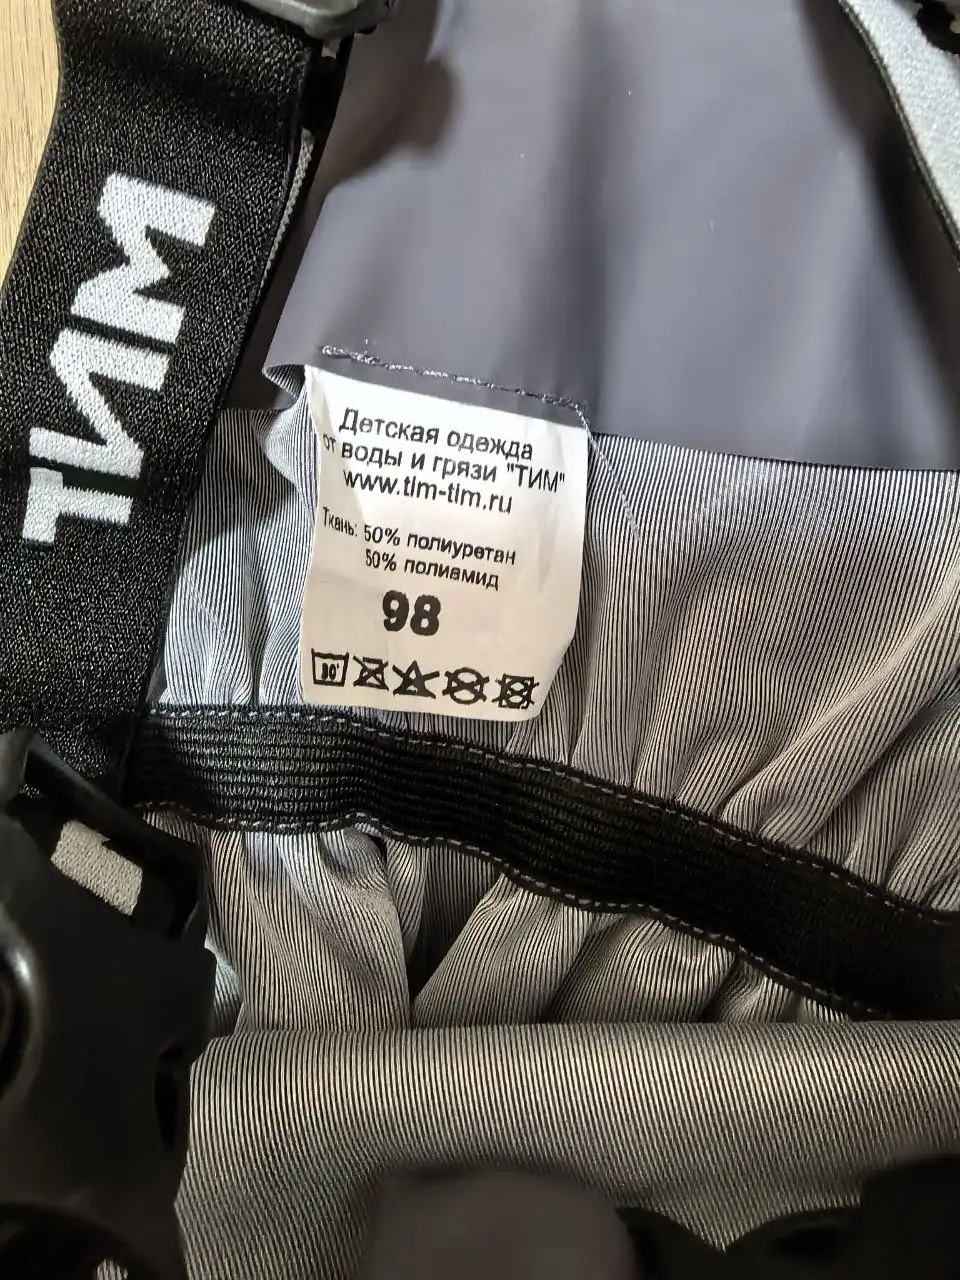 ТИМ
Детская одежда
от воды и грязи "ТИМ"
www.tim-tim.ru
Ткань: 50% полиуретан
50% полиамид
98
30°